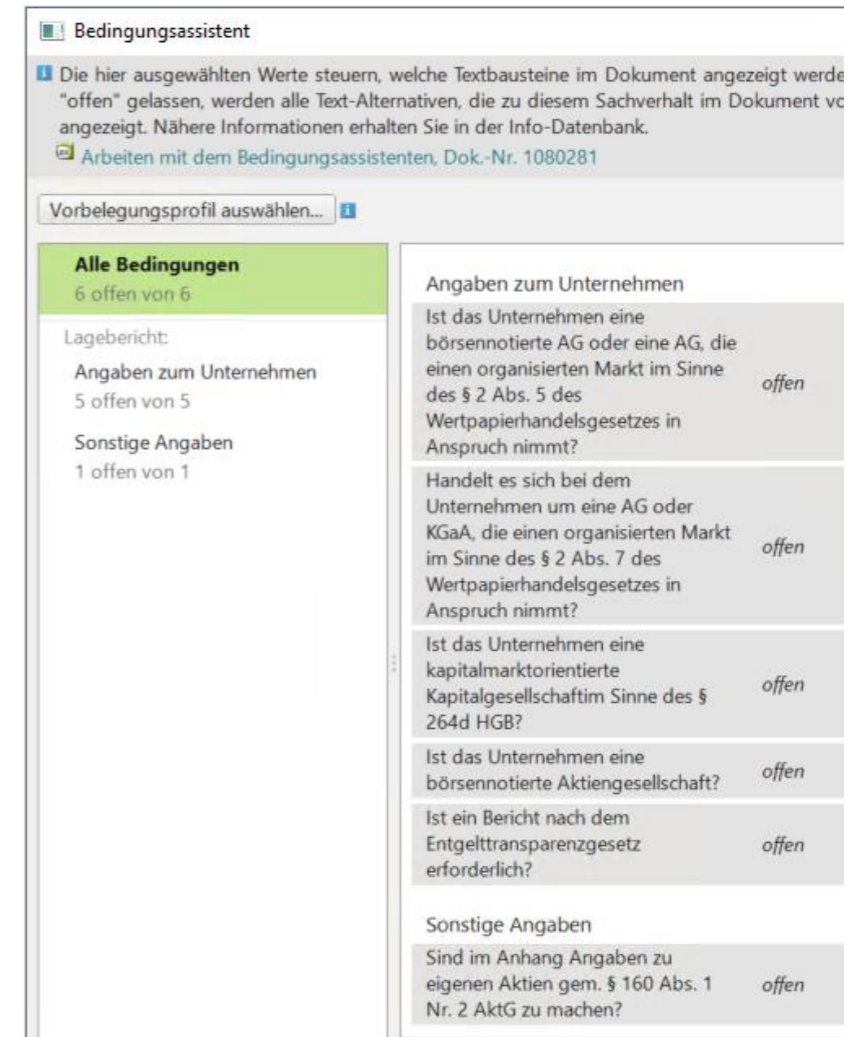 Bedingungsassistent
Die hier ausgewählten Werte steuern, welche Textbausteine im Dokument angezeigt werde
"offen" gelassen, werden alle Text-Alternativen, die zu diesem Sachverhalt im Dokument vo
angezeigt. Nähere Informationen erhalten Sie in der Info-Datenbank.
Arbeiten mit dem Bedingungsassistenten, Dok.-Nr. 1080281
Vorbelegungsprofil auswählen...
Alle Bedingungen
6 offen von 6
Lagebericht:
Angaben zum Unternehmen
5 offen von 5
Sonstige Angaben
1 offen von 1
Angaben zum Unternehmen
Ist das Unternehmen eine
börsennotierte AG oder eine AG, die
einen organisierten Markt im Sinne
des § 2 Abs. 5 des
Wertpapierhandelsgesetzes in
Anspruch nimmt?
offen
Handelt es sich bei dem
Unternehmen um eine AG oder
KGaA, die einen organisierten Markt
im Sinne des § 2 Abs. 7 des
Wertpapierhandelsgesetzes in
Anspruch nimmt?
offen
Ist das Unternehmen eine
kapitalmarktorientierte
Kapitalgesellschaftim Sinne des §
264d HGB?
offen
Ist das Unternehmen eine
börsennotierte Aktiengesellschaft?
offen
Ist ein Bericht nach dem
Entgelttransparenzgesetz
erforderlich?
offen
Sonstige Angaben
Sind im Anhang Angaben zu
eigenen Aktien gem. § 160 Abs. 1
Nr. 2 AktG zu machen?
offen